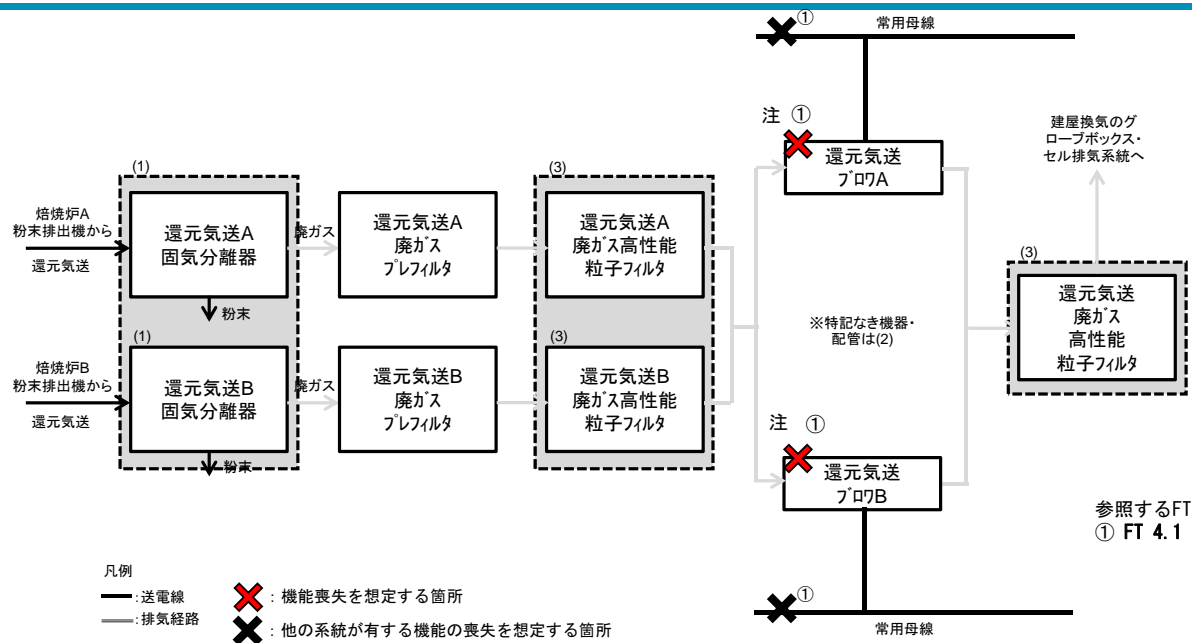 ①
常用母線
注 ①
還元気送
ブロワA
建屋換気のグ
ローブボックス・
セル排気系統へ
(1)
焙焼炉A
粉末排出機から
還元気送
還元気送A
固気分離器
粉末
廃ガス
還元気送A
廃ガス
プレフィルタ
(3)
還元気送A
廃ガス高性能
粒子フィルタ
※特記なき機器・
配管は(2)
(3)
還元気送
廃ガス
高性能
粒子フィルタ
(1)
焙焼炉B
粉末排出機から
還元気送
還元気送B
固気分離器
粉末
廃ガス
還元気送B
廃ガス
プレフィルタ
(3)
還元気送B
廃ガス高性能
粒子フィルタ
注 ①
還元気送
ブロワB
参照するFT
① FT 4.1
凡例
:送電線
:排気経路
: 機能喪失を想定する箇所
: 他の系統が有する機能の喪失を想定する箇所
①
常用母線